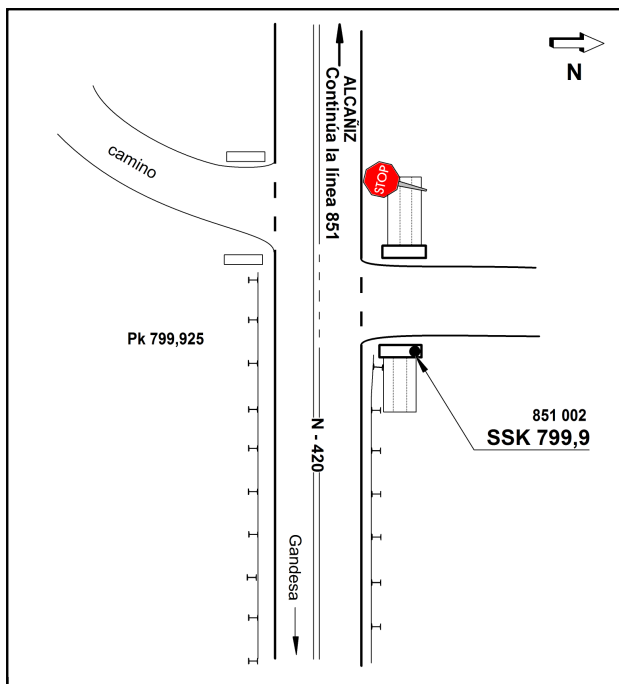 N
ALCAÑIZ
Continúa la línea 851
camino
STOP
Pk 799,925
851 002
SSK 799,9
N - 420
Gandesa